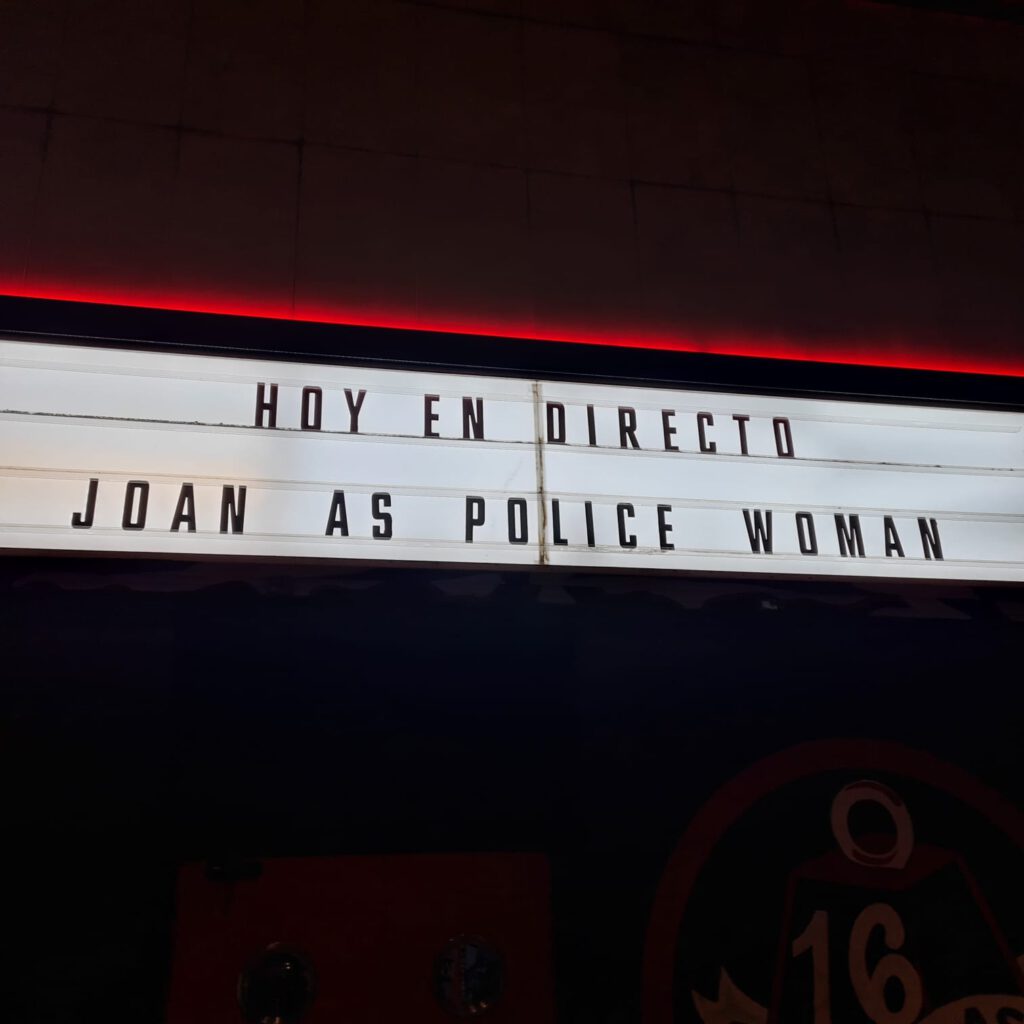 HOY EN DIRECTO
JOAN AS POLICE WOMAN
16